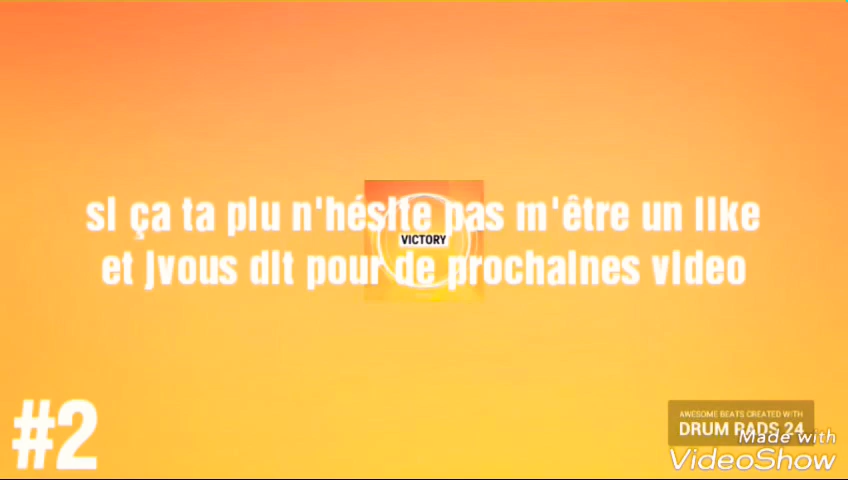 si ça ta plu n'hésite pas m'être un like
VICTORY
et jvous dit pour de prochaines video
#2
AWESOME BEATS CREATED WITH
DRUM PADS 24
Made with
VideoShow